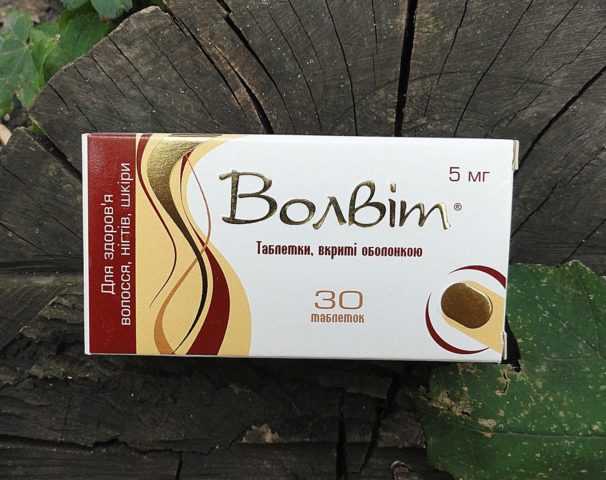 Для здоров'я
волосся, нігтів, шкіри
Волвіт®
5 мг
Таблетки, вкриті оболонкою
30
таблеток